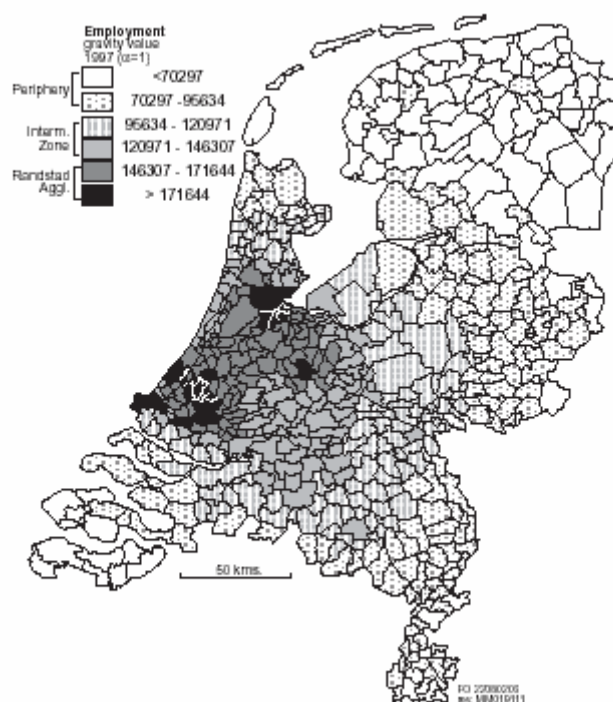 Employment
gravity value
1997 (α=1)
Periphery
<70297
70297 -95634
Interm.
Zone
95634 - 120971
120971 - 146307
Randstad
Aggl.
146307 - 171644
> 171644
50 kms.